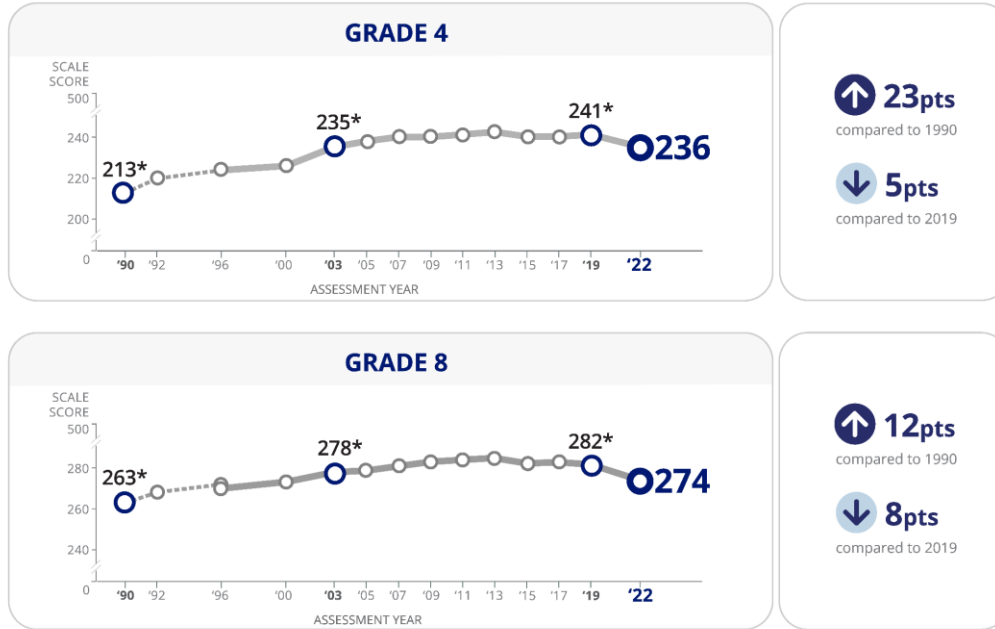 GRADE 4
SCALE
SCORE
500
240
220
200
0
213*
235*
241*
236
‘90 ‘92 ‘96 ‘00 ‘03 ‘05 ‘07 ‘09 ‘11 ‘13 ‘15 ‘17 ‘19 ‘22
ASSESSMENT YEAR
23pts
compared to 1990
5pts
compared to 2019
GRADE 8
SCALE
SCORE
500
280
260
240
0
263*
278*
282*
274
‘90 ‘92 ‘96 ‘00 ‘03 ‘05 ‘07 ‘09 ‘11 ‘13 ‘15 ‘17 ‘19 ‘22
ASSESSMENT YEAR
12pts
compared to 1990
8pts
compared to 2019